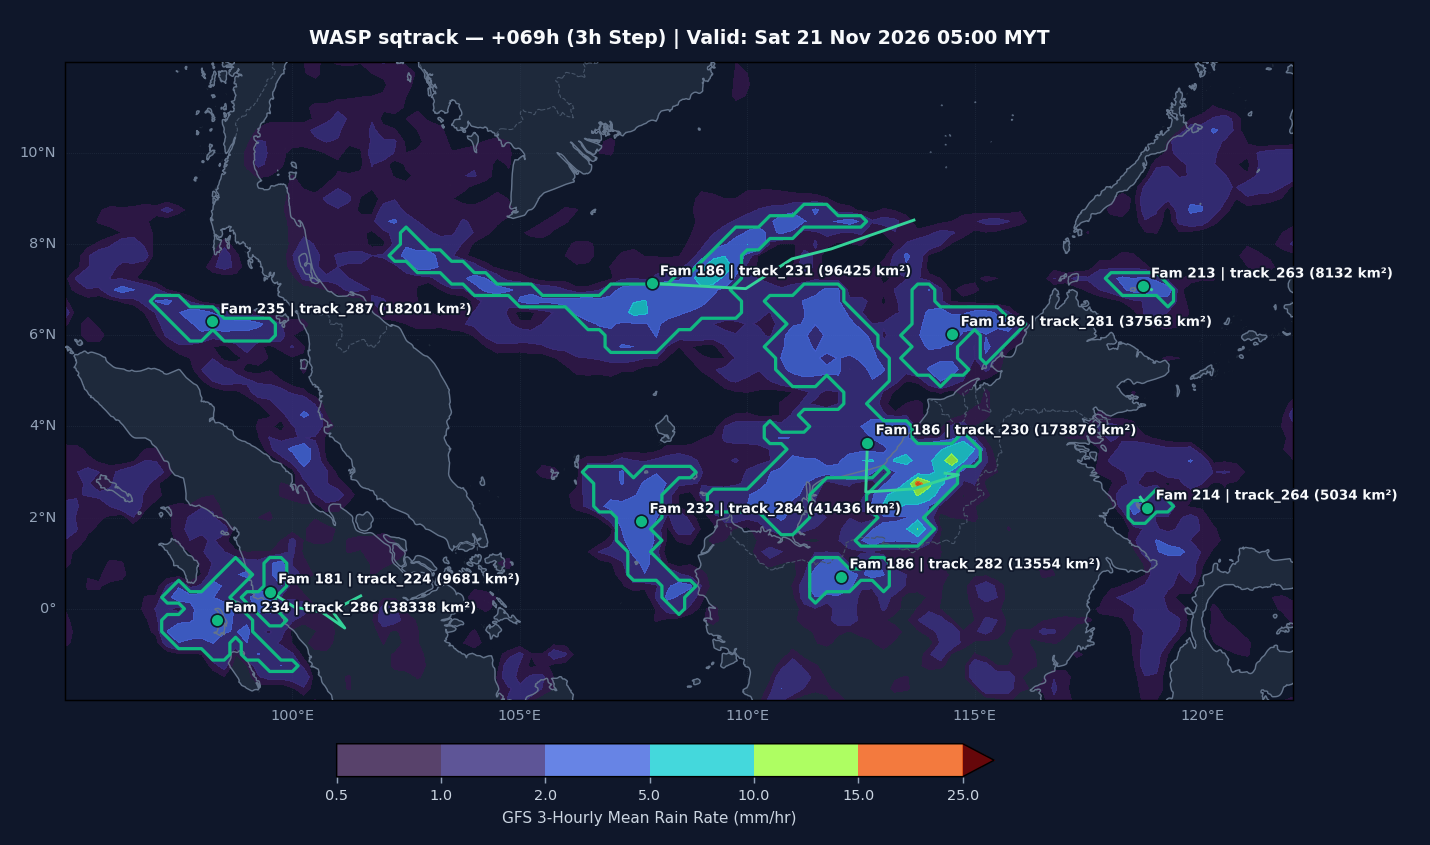 WASP sqtrack — +069h (3h Step) | Valid: Sat 21 Nov 2026 05:00 MYT
10°N
8°N
6°N
4°N
2°N
0°
Fam 186 | track_231 (96425 km²)
Fam 213 | track_263 (8132 km²)
Fam 235 | track_287 (18201 km²)
Fam 186 | track_281 (37563 km²)
Fam 186 | track_230 (173876 km²)
Fam 214 | track_264 (5034 km²)
Fam 232 | track_284 (41436 km²)
Fam 186 | track_282 (13554 km²)
Fam 181 | track_224 (9681 km²)
Fam 234 | track_286 (38338 km²)
100°E
105°E
110°E
115°E
120°E
0.5
1.0
2.0
5.0
10.0
15.0
25.0
GFS 3-Hourly Mean Rain Rate (mm/hr)